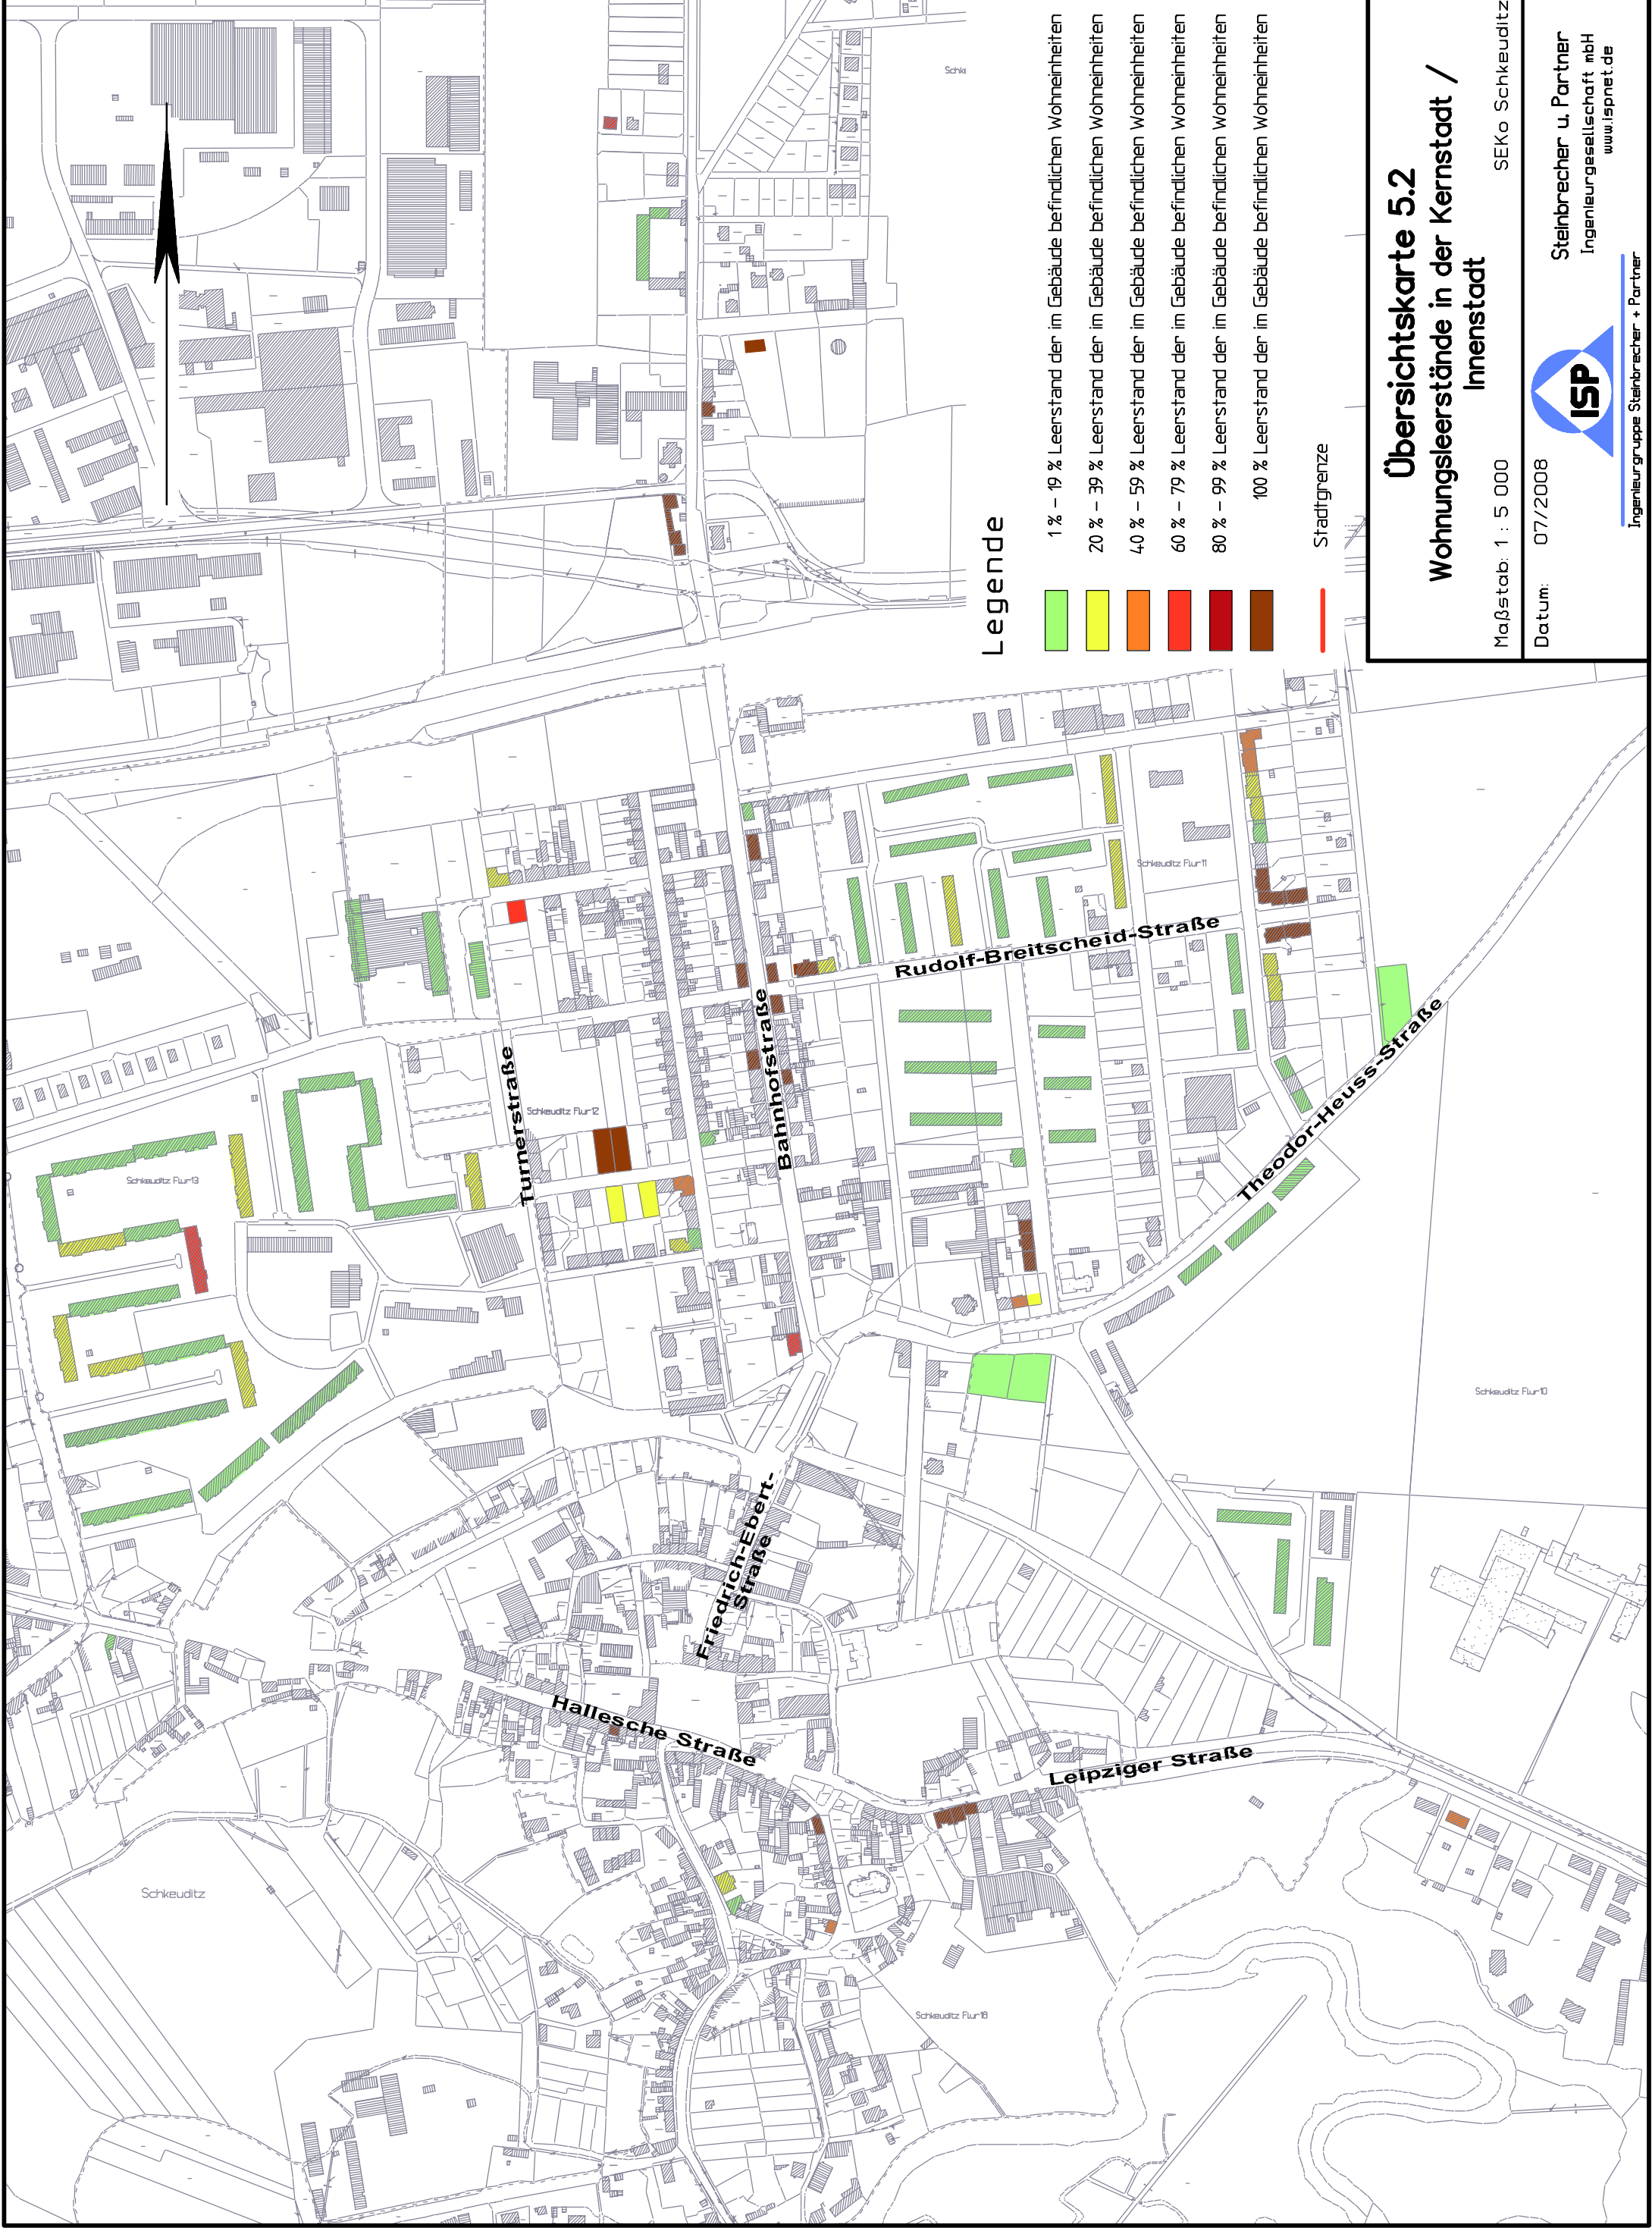 Übersichtskarte 5.2
Wohnungsleerstände in der Kernstadt /
Innenstadt
Maßstab: 1 : 5 000
SEKo Schkeuditz
Datum:
07/2008
Steinbrecher u. Partner
Ingenieurgesellschaft mbH
www.ispnet.de
ISP
Ingenieurgruppe Steinbrecher + Partner
Legende
1 % - 19 % Leerstand der im Gebäude befindlichen Wohneinheiten
20 % - 39 % Leerstand der im Gebäude befindlichen Wohneinheiten
40 % - 59 % Leerstand der im Gebäude befindlichen Wohneinheiten
60 % - 79 % Leerstand der im Gebäude befindlichen Wohneinheiten
80 % - 99 % Leerstand der im Gebäude befindlichen Wohneinheiten
100 % Leerstand der im Gebäude befindlichen Wohneinheiten
Stadtgrenze
Rudolf-Breitscheid-Straße
Bahnhofstraße
Turnerstraße
Theodor-Heuss-Straße
Friedrich-Ebert-
Straße
Hallesche Straße
Leipziger Straße
Schkeuditz Flur 11
Schkeuditz Flur 12
Schkeuditz Flur 13
Schkeuditz Flur 10
Schkeuditz Flur 18
Schkeuditz